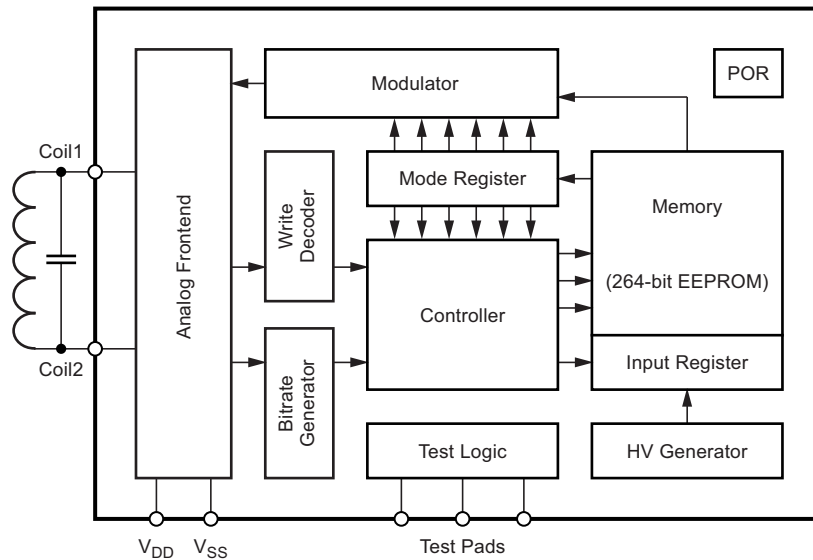 Modulator
POR
Coil1
Mode Register
Memory
Write
Decoder
Analog Frontend
(264-bit EEPROM)
Controller
Coil2
Input Register
Bitrate
Generator
Test Logic
HV Generator
VDD
VSS
Test Pads